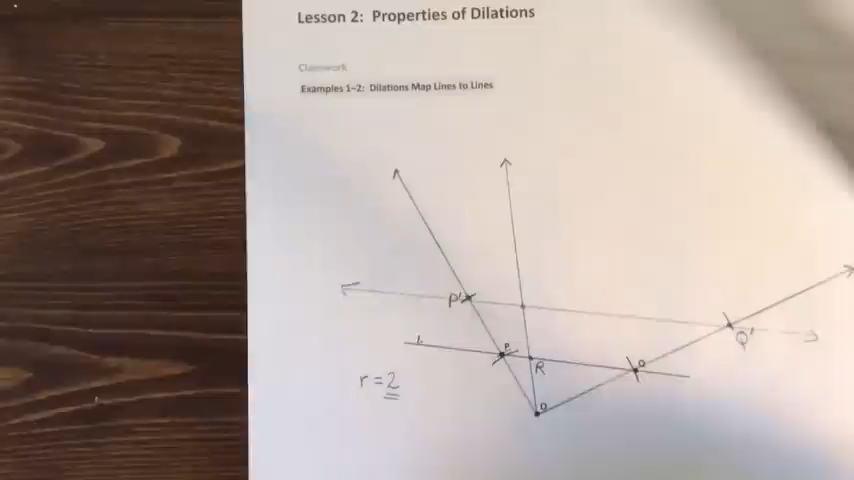 Lesson 2: Properties of Dilations
Classwork
Examples 1–2: Dilations Map Lines to Lines
P'
Q'
L
P
R
Q
r = 2
O